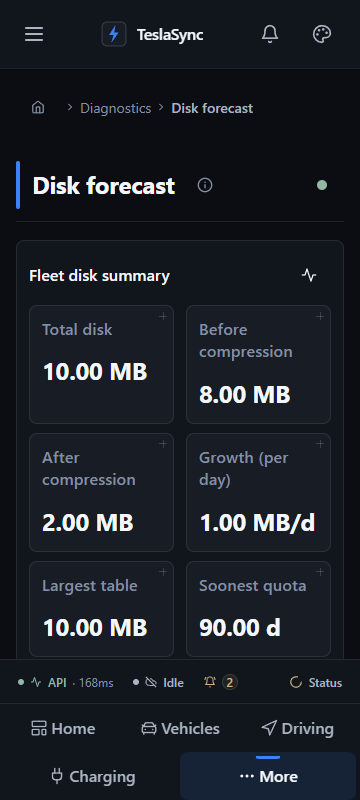 TeslaSync
Diagnostics Disk forecast
Disk forecast
Fleet disk summary
Total disk
10.00 MB
Before
compression
8.00 MB
After
compression
2.00 MB
Growth (per
day)
1.00 MB/d
Largest table
10.00 MB
Soonest quota
90.00 d
API · 168ms
Idle
2
Status
Home
Vehicles
Driving
Charging
More